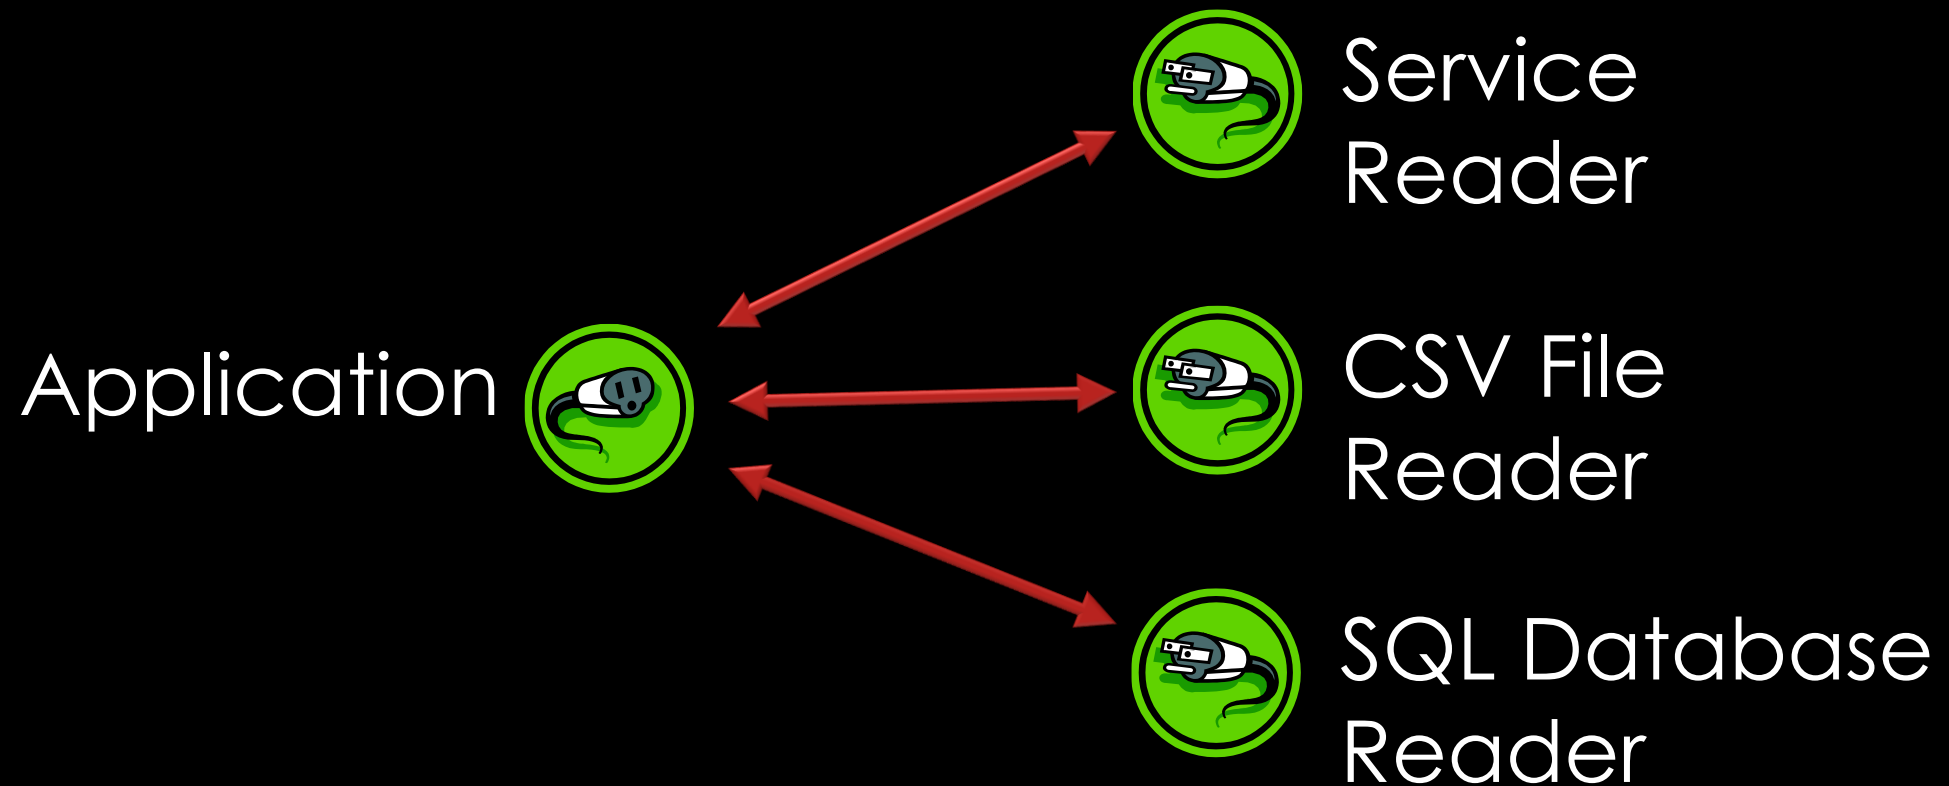 Application
Service
Reader
CSV File
Reader
SQL Database
Reader